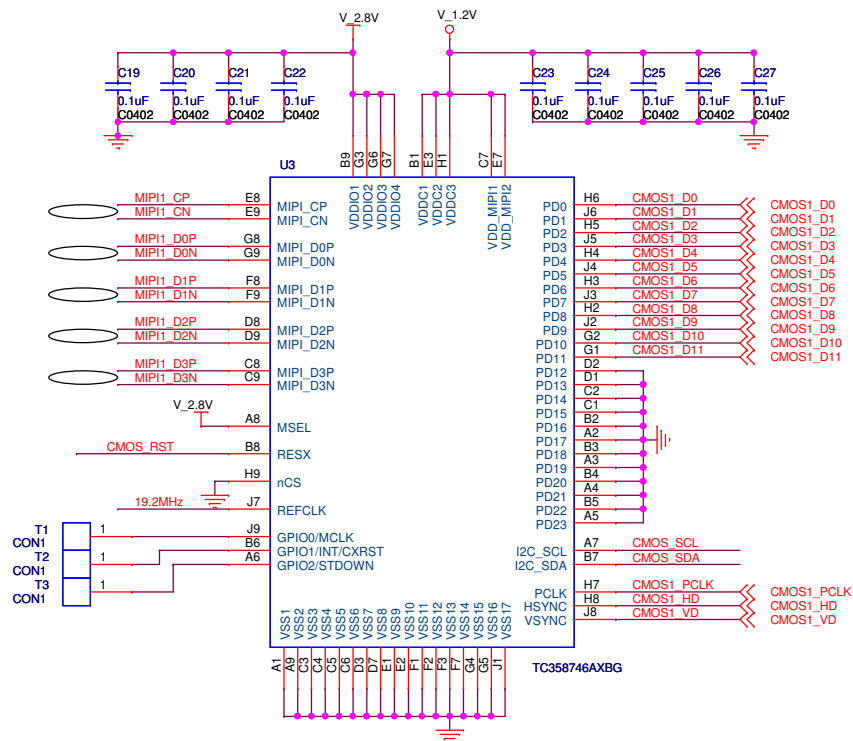 V_2.8V V_1.2V
C19 C20 C21 C22 C23 C24 C25 C26 C27
0.1uF 0.1uF 0.1uF 0.1uF 0.1uF 0.1uF 0.1uF 0.1uF 0.1uF
C0402 C0402 C0402 C0402 C0402 C0402 C0402 C0402 C0402
U3
B9 G3 G6 G7 B1 E3 H1 C7 E7
VDDIO1 VDDIO2 VDDIO3 VDDIO4 VDDC1 VDDC2 VDDC3 VDD_MIPI1 VDD_MIPI2
MIPI1_CP E8 MIPI_CP
MIPI1_CN E9 MIPI_CN
MIPI1_D0P G8 MIPI_D0P
MIPI1_D0N G9 MIPI_D0N
MIPI1_D1P F8 MIPI_D1P
MIPI1_D1N F9 MIPI_D1N
MIPI1_D2P D8 MIPI_D2P
MIPI1_D2N D9 MIPI_D2N
MIPI1_D3P C8 MIPI_D3P
MIPI1_D3N C9 MIPI_D3N
V_2.8V
A8 MSEL
CMOS_RST B8 RESX
H9 nCS
19.2MHz J7 REFCLK
T1 CON1 1 J9 GPIO0/MCLK
T2 CON1 1 B6 GPIO1/INT/CXRST
T3 CON1 1 A6 GPIO2/STDOWN
PD0 H6 CMOS1_D0 CMOS1_D0
PD1 J6 CMOS1_D1 CMOS1_D1
PD2 H5 CMOS1_D2 CMOS1_D2
PD3 J5 CMOS1_D3 CMOS1_D3
PD4 H4 CMOS1_D4 CMOS1_D4
PD5 J4 CMOS1_D5 CMOS1_D5
PD6 H3 CMOS1_D6 CMOS1_D6
PD7 J3 CMOS1_D7 CMOS1_D7
PD8 H2 CMOS1_D8 CMOS1_D8
PD9 J2 CMOS1_D9 CMOS1_D9
PD10 G2 CMOS1_D10 CMOS1_D10
PD11 G1 CMOS1_D11 CMOS1_D11
PD12 D2
PD13 D1
PD14 C2
PD15 C1
PD16 B2
PD17 A2
PD18 B3
PD19 A3
PD20 B4
PD21 A4
PD22 B5
PD23 A5
I2C_SCL A7 CMOS_SCL
I2C_SDA B7 CMOS_SDA
PCLK H7 CMOS1_PCLK CMOS1_PCLK
HSYNC H8 CMOS1_HD CMOS1_HD
VSYNC J8 CMOS1_VD CMOS1_VD
VSS1 VSS2 VSS3 VSS4 VSS5 VSS6 VSS7 VSS8 VSS9 VSS10 VSS11 VSS12 VSS13 VSS14 VSS15 VSS16 VSS17
A1 A9 C3 C4 C5 C6 D3 D7 E1 E2 F1 F2 F3 F7 G4 G5 J1
TC358746AXBG